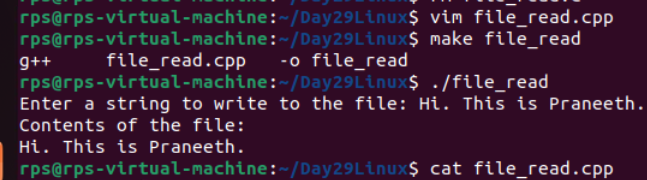 rps@rps-virtual-machine:~/Day29Linux$ vim file_read.cpp
rps@rps-virtual-machine:~/Day29Linux$ make file_read
g++     file_read.cpp   -o file_read
rps@rps-virtual-machine:~/Day29Linux$ ./file_read
Enter a string to write to the file: Hi. This is Praneeth.
Contents of the file:
Hi. This is Praneeth.
rps@rps-virtual-machine:~/Day29Linux$ cat file_read.cpp